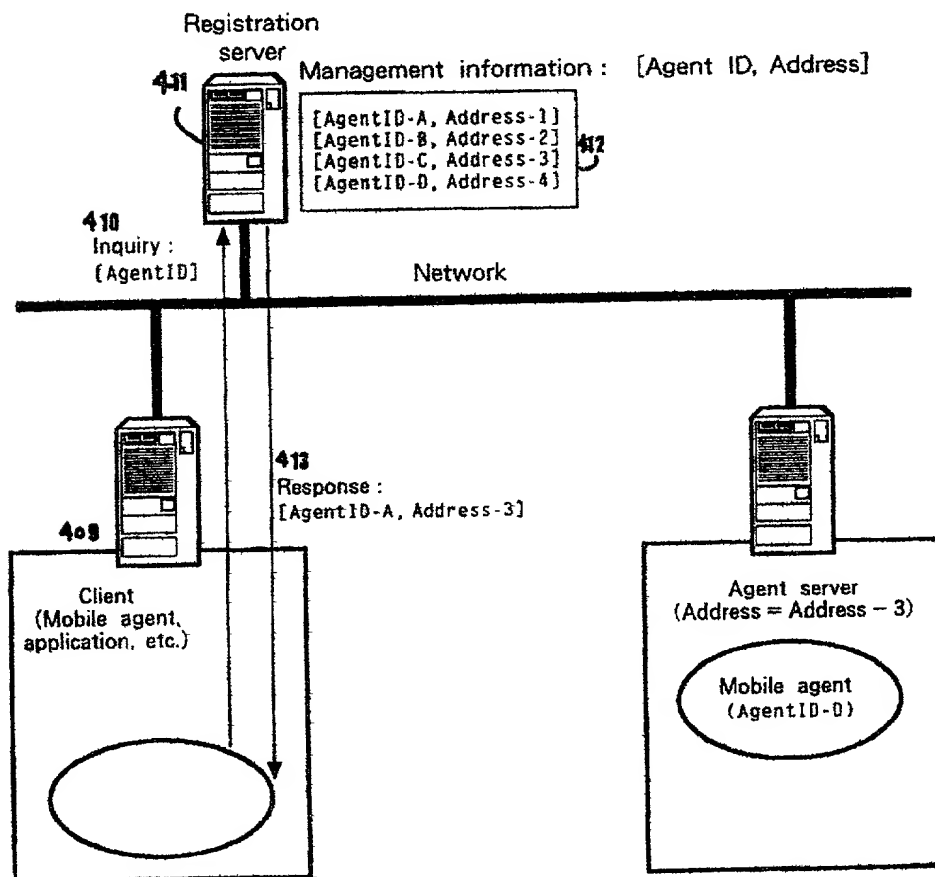 Registration
server
411
Management information : [Agent ID, Address]
[AgentID-A, Address-1]
[AgentID-B, Address-2]
[AgentID-C, Address-3]
[AgentID-D, Address-4]
412
410
Inquiry :
[AgentID]
Network
413
Response :
[AgentID-A, Address-3]
409
Client
(Mobile agent,
application, etc.)
Agent server
(Address = Address - 3)
Mobile agent
(AgentID-D)